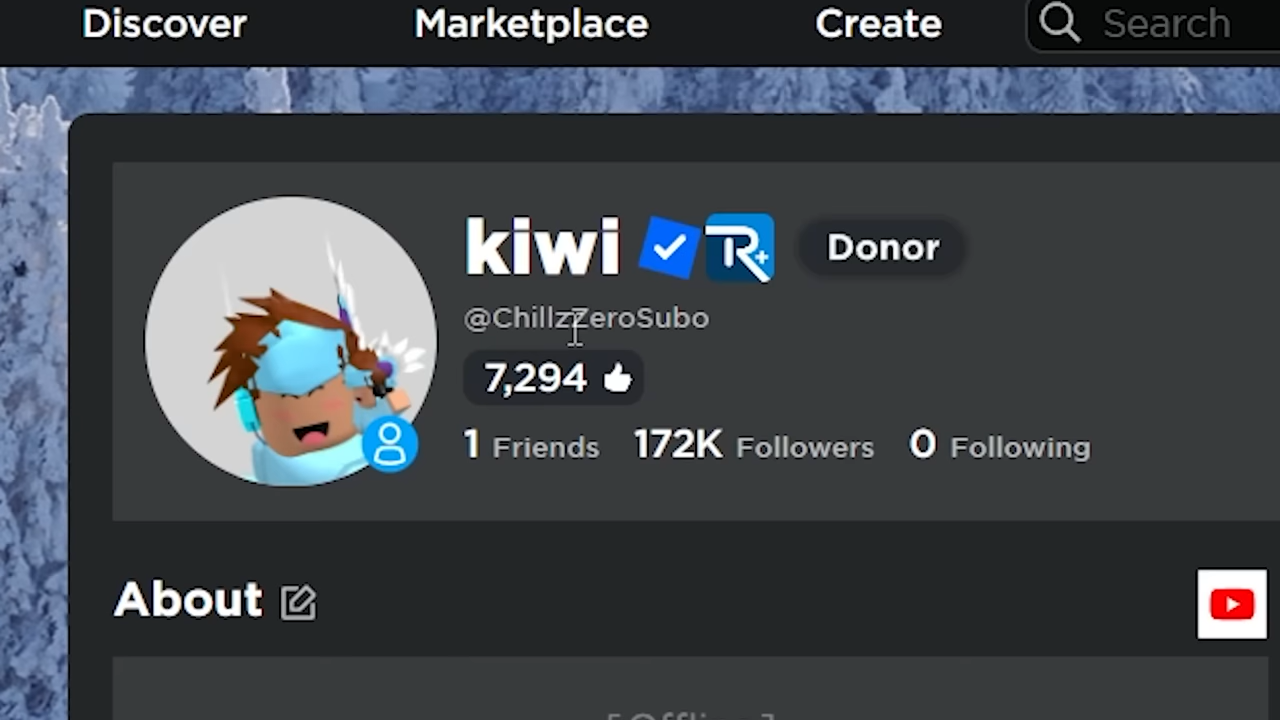 Discover Marketplace Create Search
kiwi Donor
@ChillzZeroSubo
7,294
1 Friends 172K Followers 0 Following
About